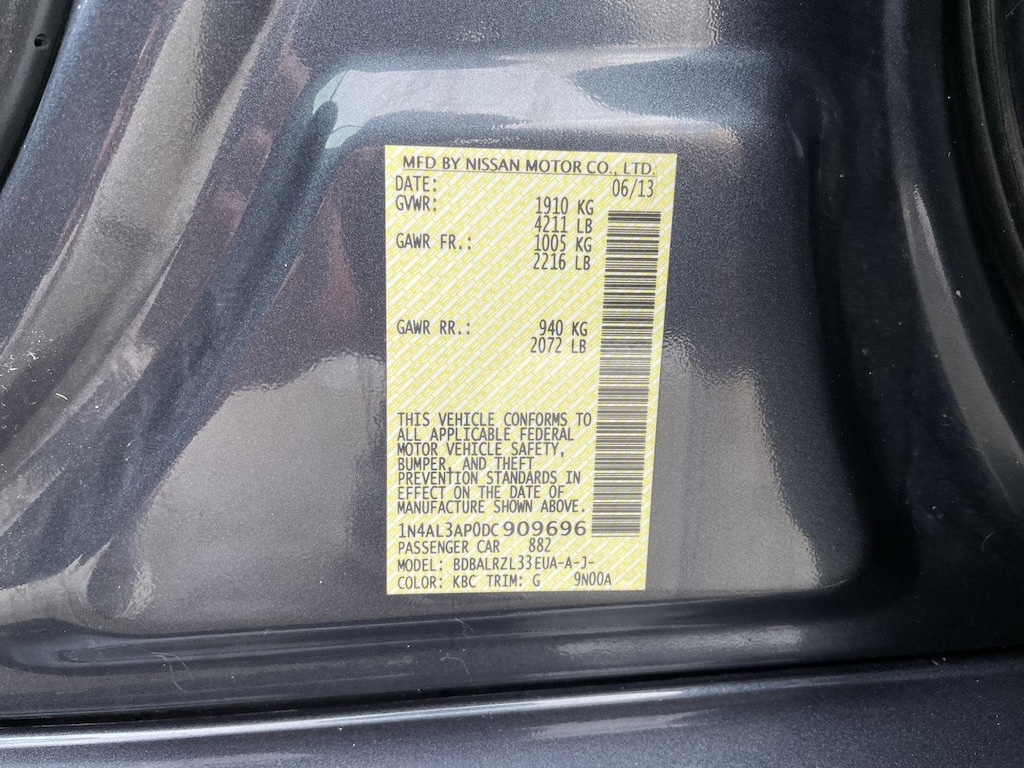 MFD BY NISSAN MOTOR CO., LTD.
DATE: 06/13
GVWR: 1910 KG
4211 LB
GAWR FR.: 1005 KG
2216 LB
GAWR RR.: 940 KG
2072 LB
THIS VEHICLE CONFORMS TO
ALL APPLICABLE FEDERAL
MOTOR VEHICLE SAFETY,
BUMPER, AND THEFT
PREVENTION STANDARDS IN
EFFECT ON THE DATE OF
MANUFACTURE SHOWN ABOVE.
1N4AL3AP0DC909696
PASSENGER CAR 882
MODEL: BDBALRZL33EUA-A-J-
COLOR: KBC TRIM: G 9N00A